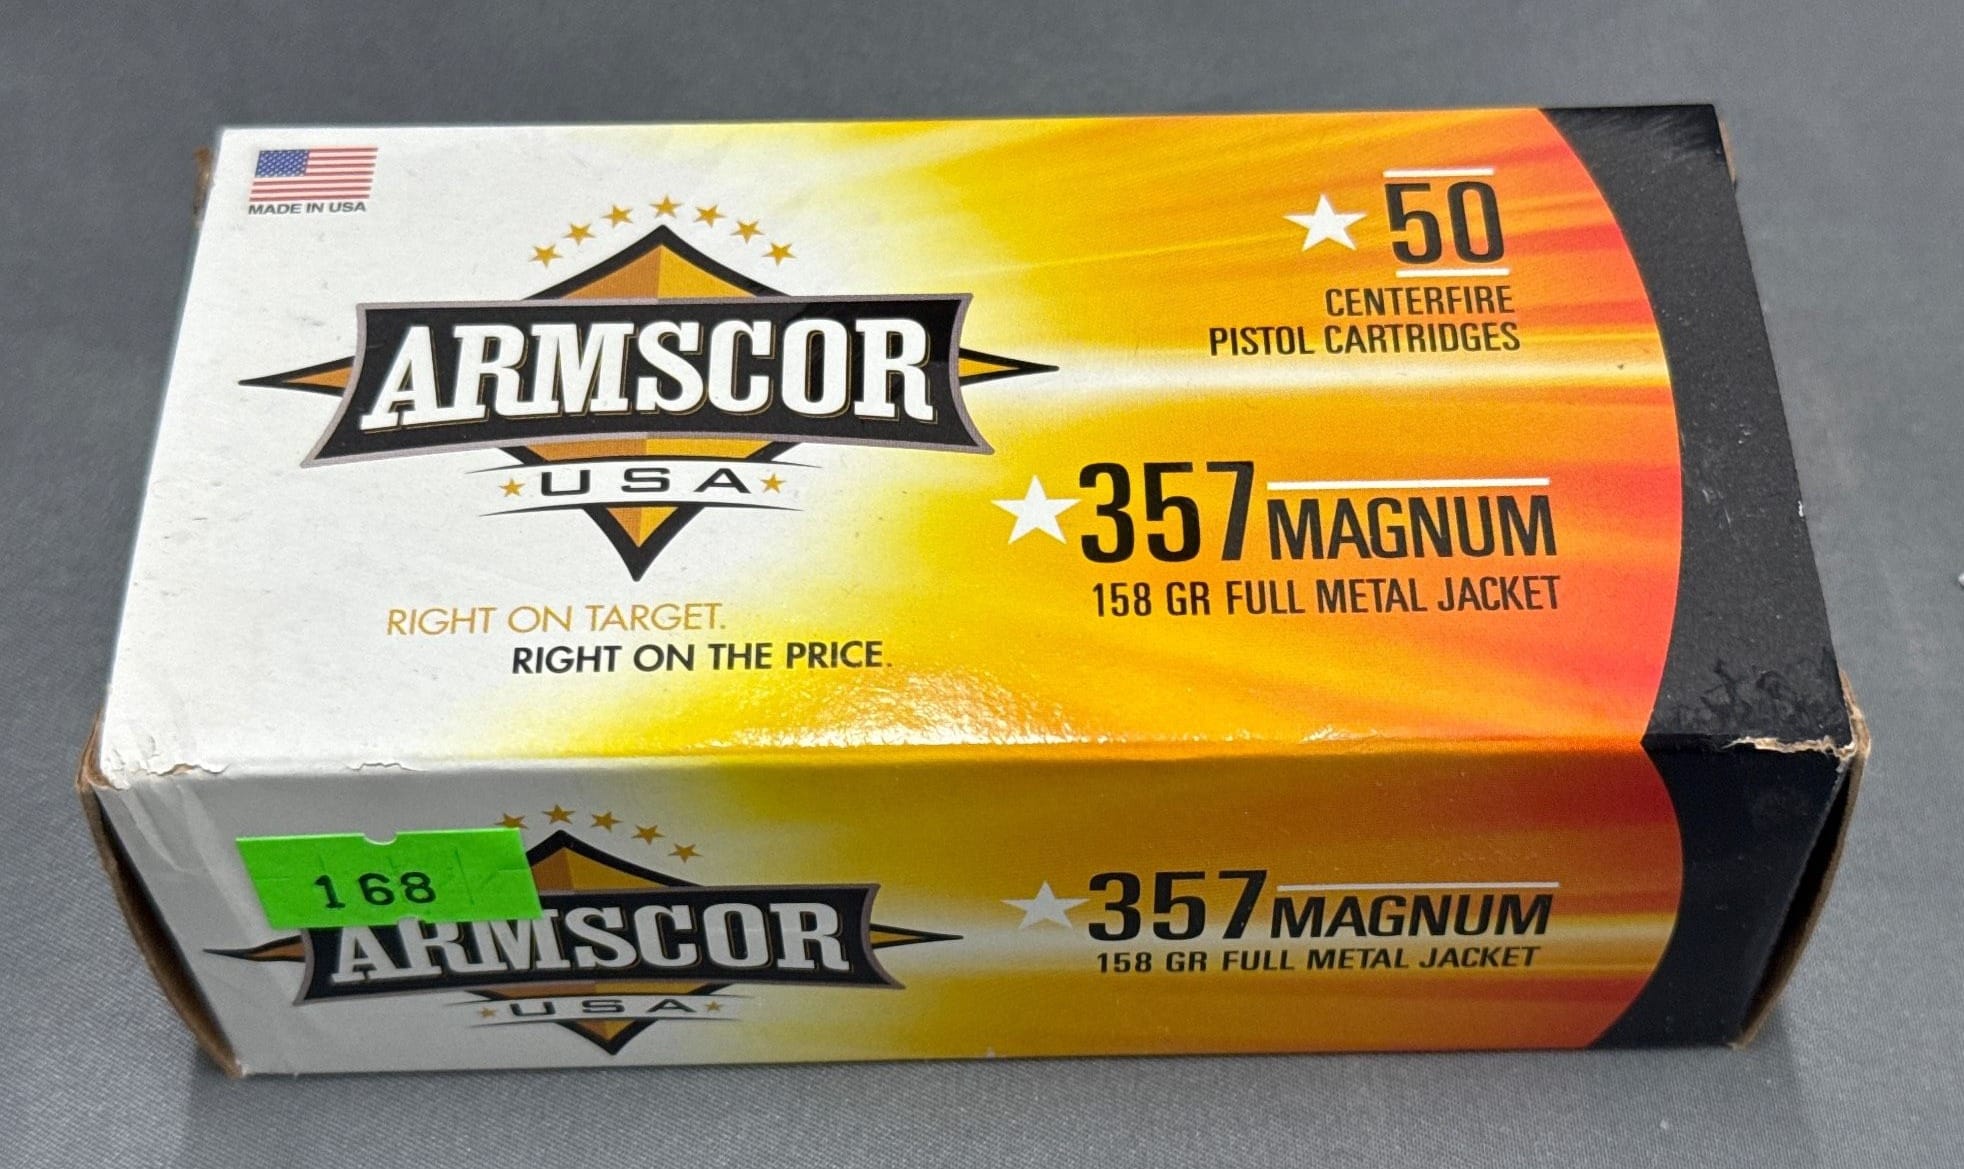 MADE IN USA
ARMSCOR
USA
RIGHT ON TARGET.
RIGHT ON THE PRICE.
50
CENTERFIRE
PISTOL CARTRIDGES
357 MAGNUM
158 GR FULL METAL JACKET
168
ARMSCOR
USA
357 MAGNUM
158 GR FULL METAL JACKET